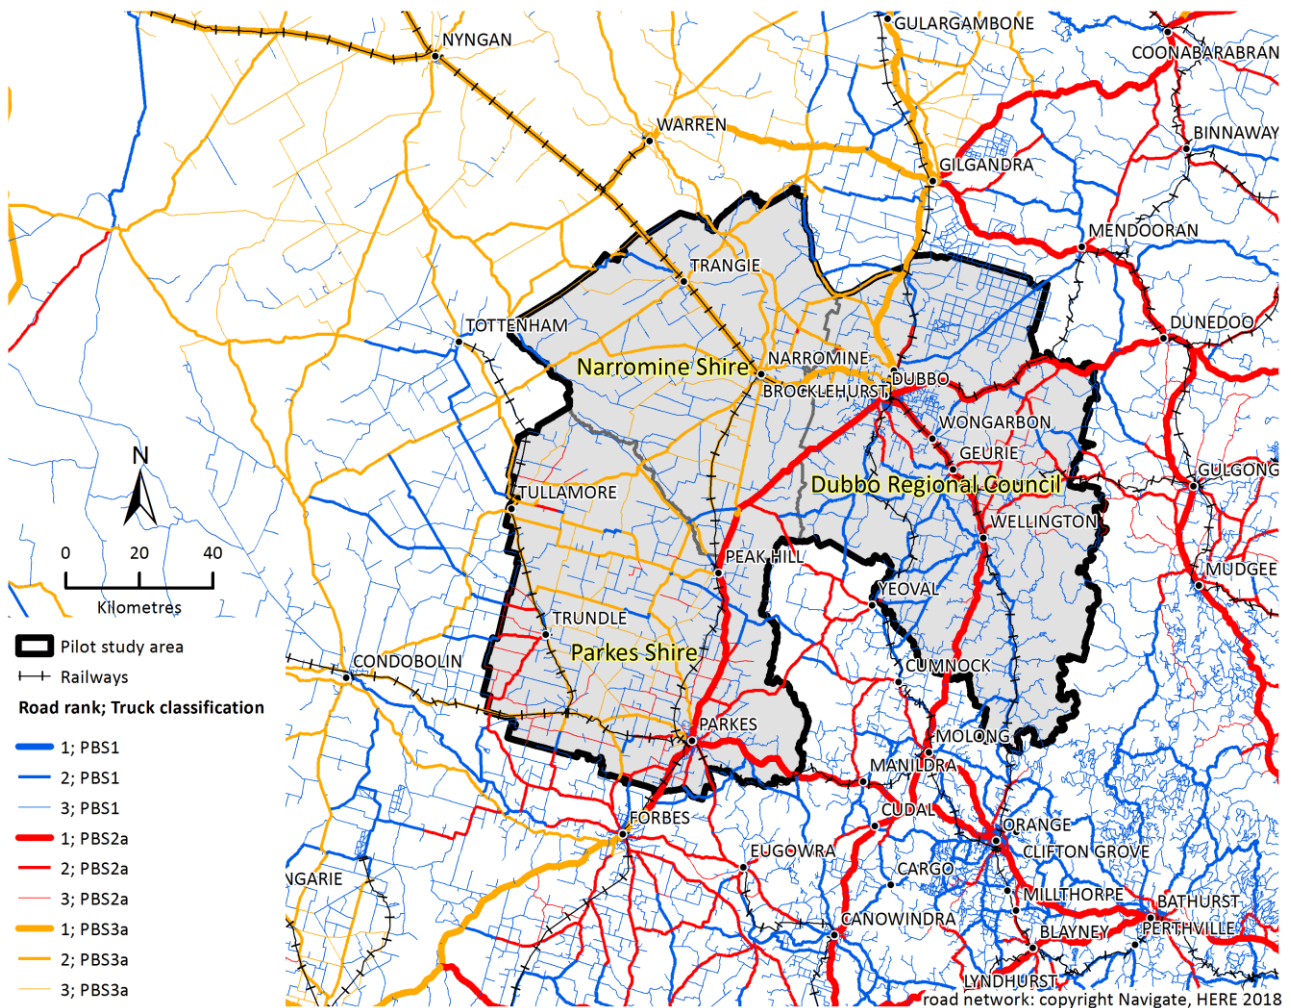 GULARGAMBONE
NYNGAN
COONABARABRAN
WARREN
BINNAWAY
GILGANDRA
MENDOORAN
TRANGIE
TOTTENHAM
DUNEDOO
NARROMINE
Narromine Shire
DUBBO
BROCKLEHURST
WONGARBON
N
GEURIE
GULGONG
Dubbo Regional Council
TULLAMORE
WELLINGTON
0 20 40
Kilometres
PEAK HILL
MUDGEE
YEOVAL
TRUNDLE
Pilot study area
Parkes Shire
CONDOBOLIN
CUMNOCK
Railways
Road rank; Truck classification
PARKES
MOLONG
1; PBS1
MANILDRA
2; PBS1
3; PBS1
FORBES
CUDAL
ORANGE
1; PBS2a
EUGOWRA
CLIFTON GROVE
2; PBS2a
CARGO
NGARIE
MILLTHORPE
3; PBS2a
BATHURST
CANOWINDRA
PERTHVILLE
1; PBS3a
BLAYNEY
2; PBS3a
LYNDHURST
3; PBS3a
road network: copyright Navigate, HERE 2018